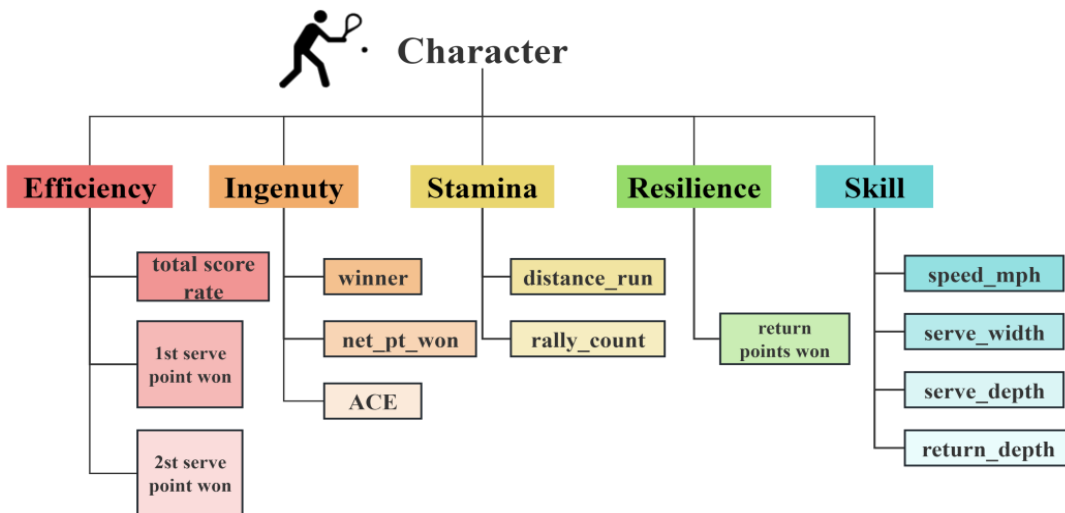 Character
Efficiency
Ingenuty
Stamina
Resilience
Skill
total score
rate
1st serve
point won
2st serve
point won
winner
net_pt_won
ACE
distance_run
rally_count
return
points won
speed_mph
serve_width
serve_depth
return_depth